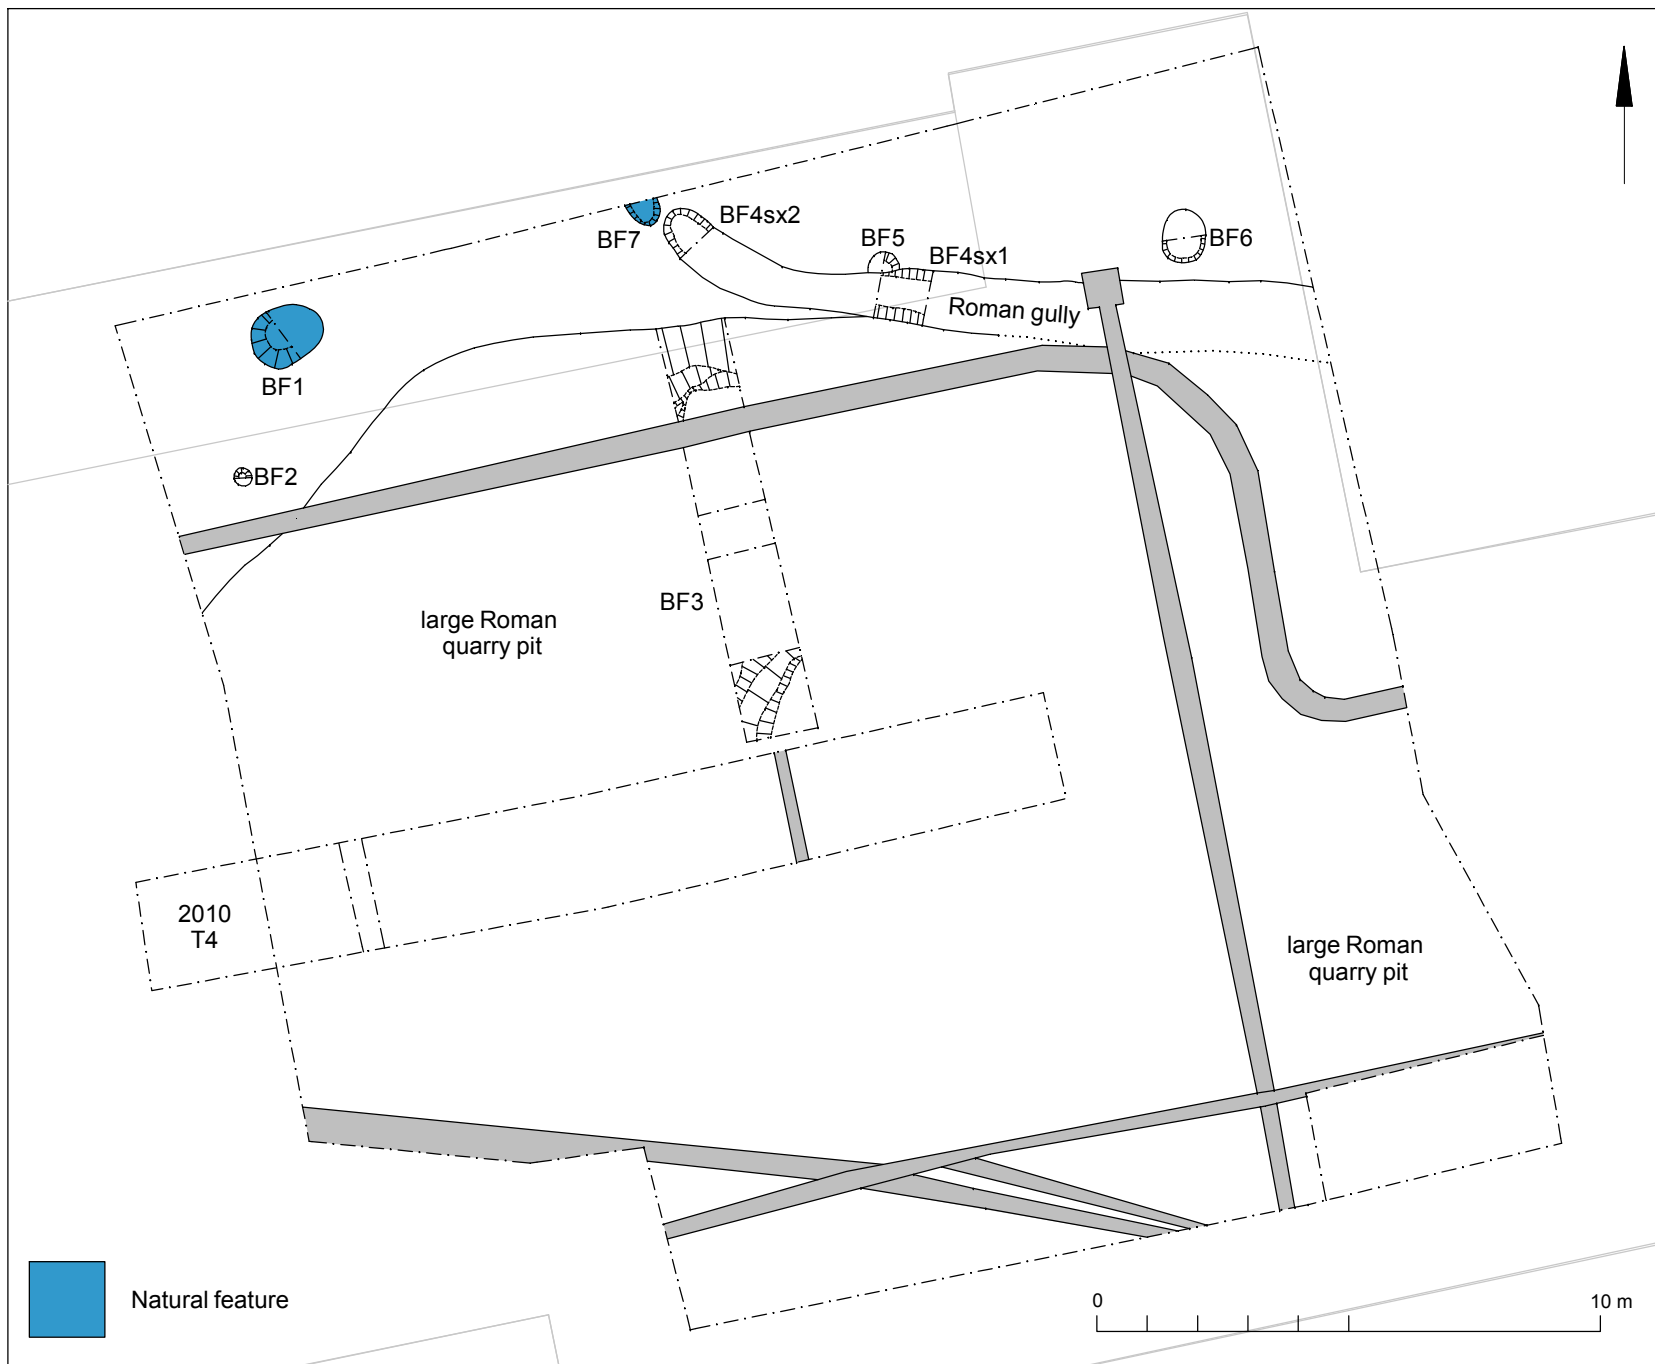 BF4sx2
BF7
BF5
BF4sx1
BF6
Roman gully
BF1
BF2
BF3
large Roman
quarry pit
2010
T4
large Roman
quarry pit
Natural feature
0
10 m